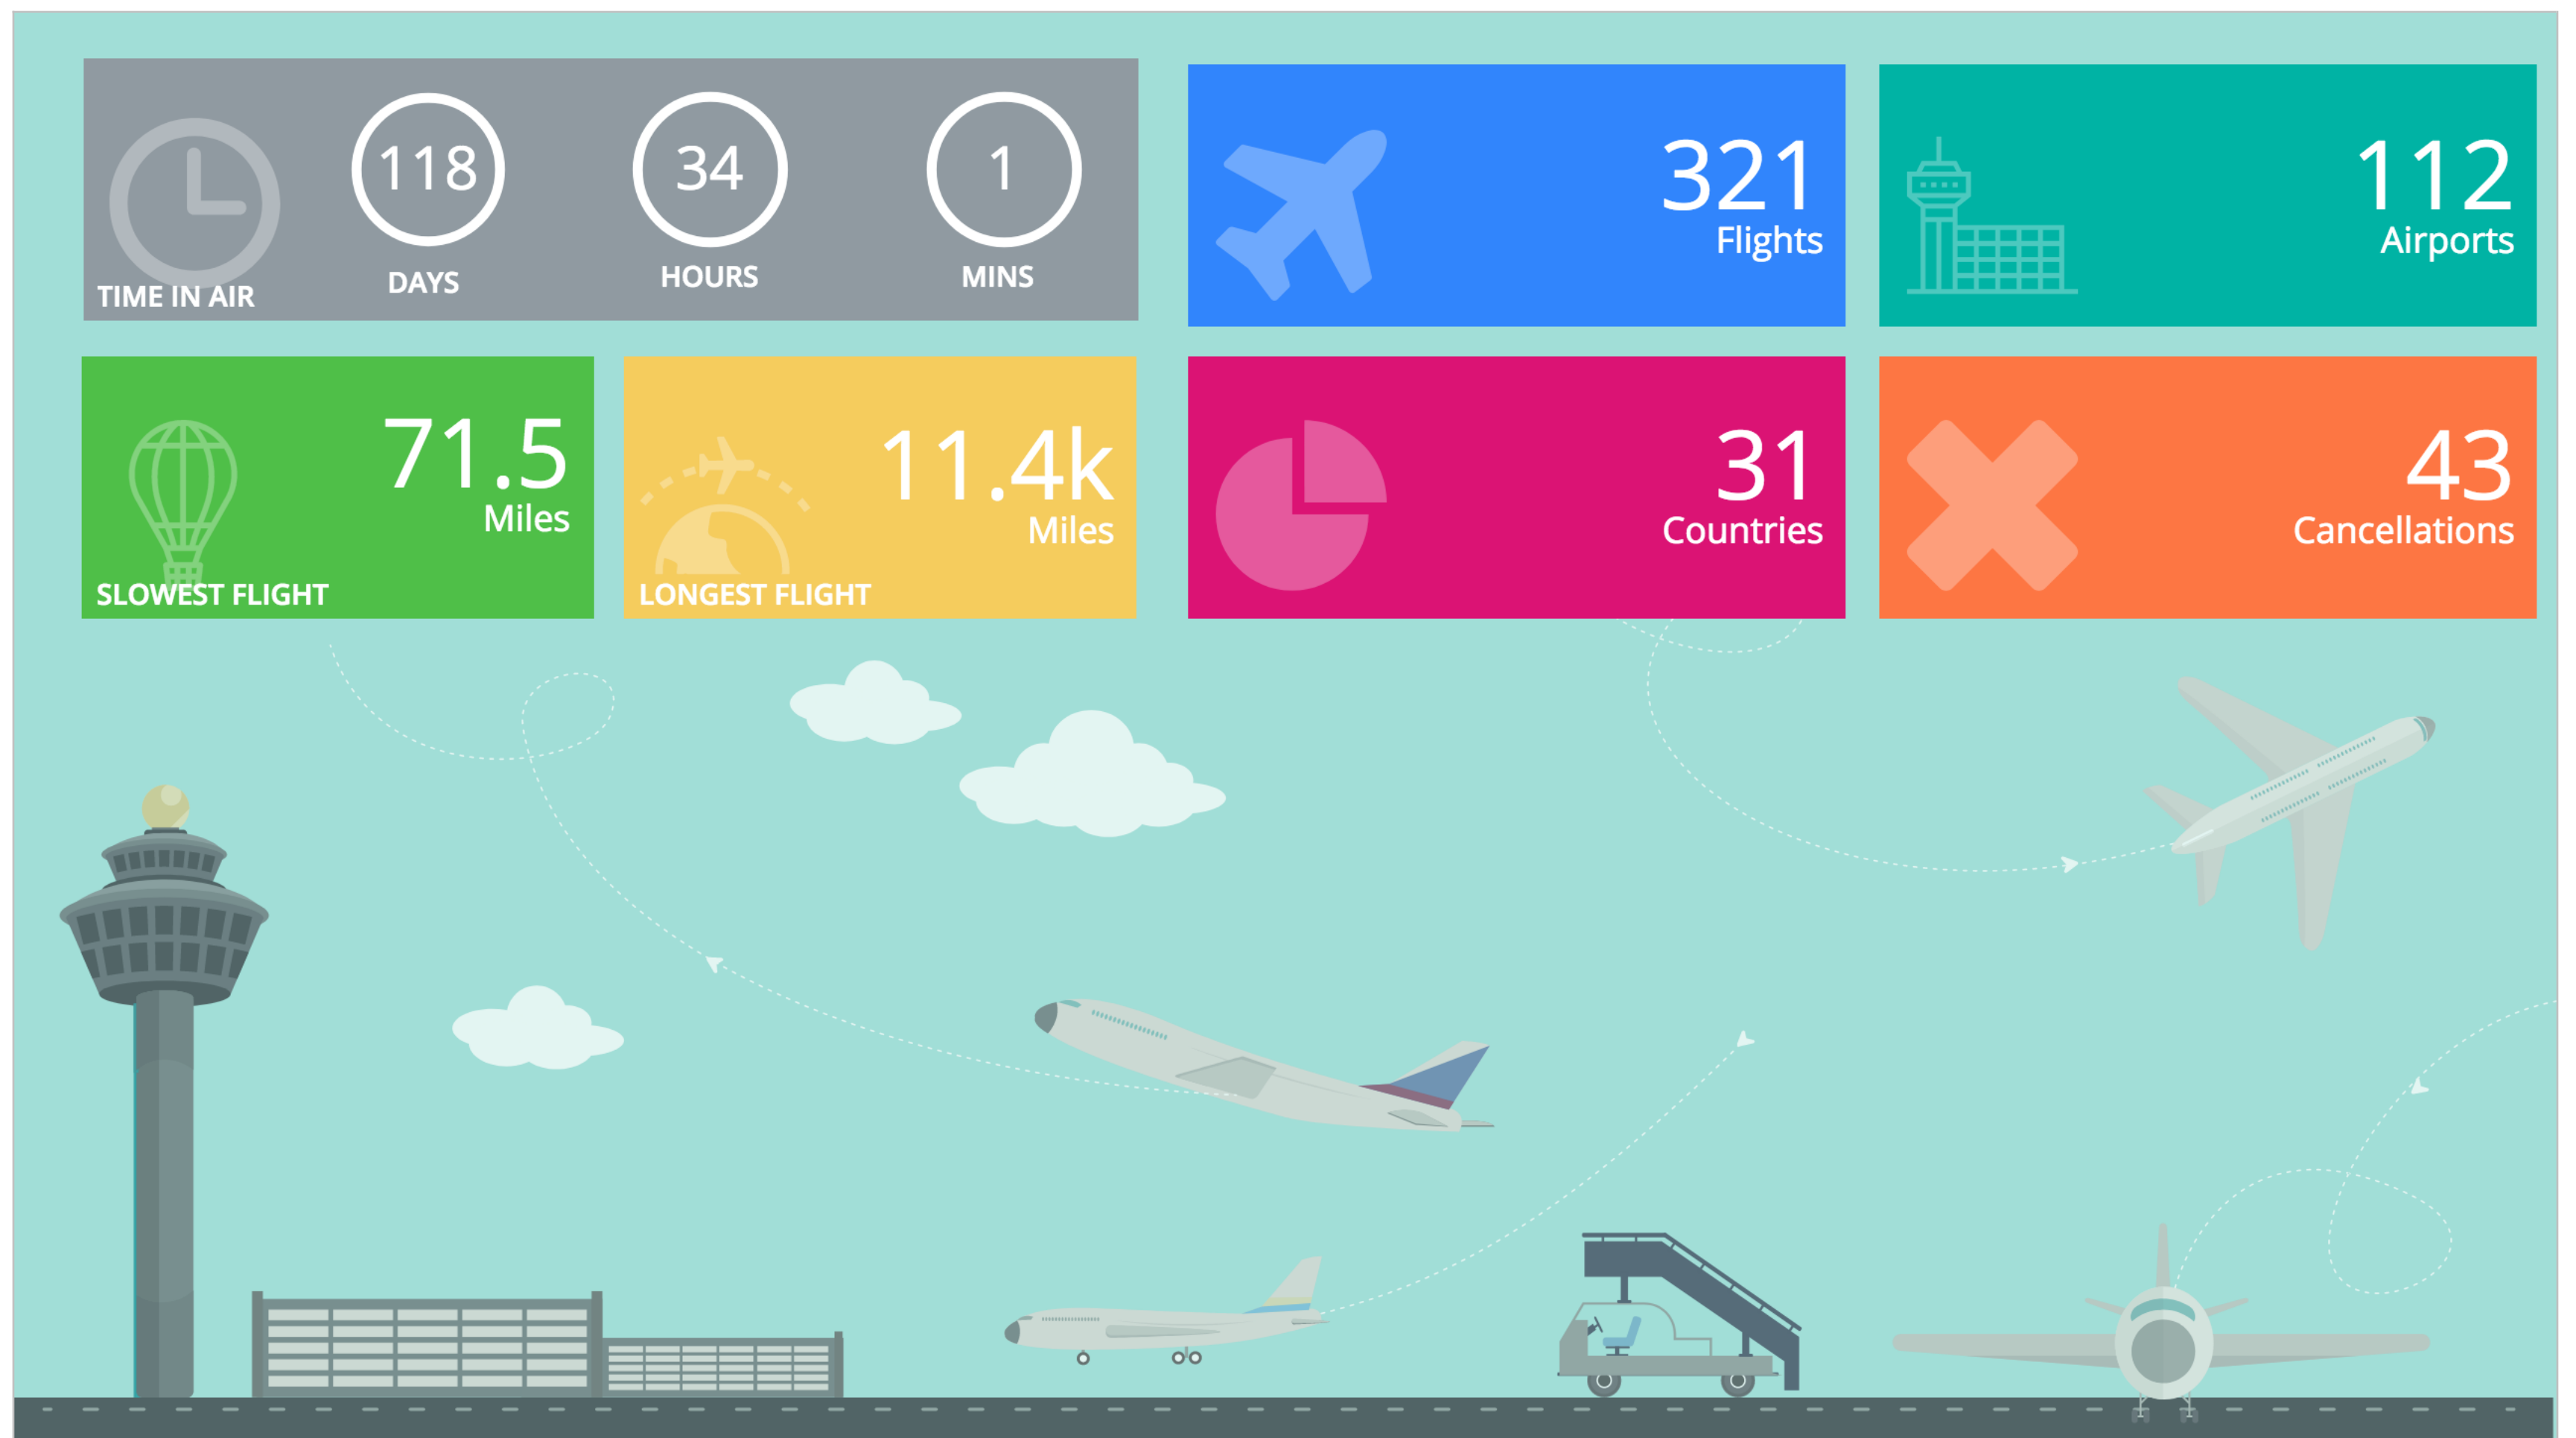 118
DAYS
34
HOURS
1
MINS
TIME IN AIR
321
Flights
112
Airports
71.5
Miles
SLOWEST FLIGHT
11.4k
Miles
LONGEST FLIGHT
31
Countries
43
Cancellations